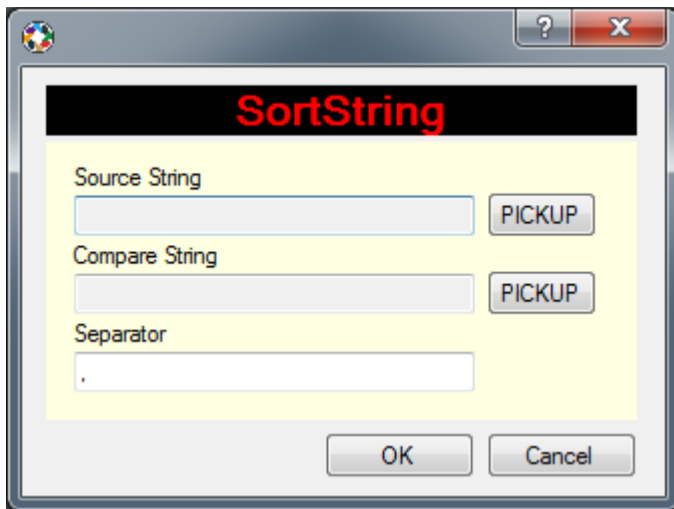 ?
X
SortString
Source String
PICKUP
Compare String
PICKUP
Separator
,
OK Cancel